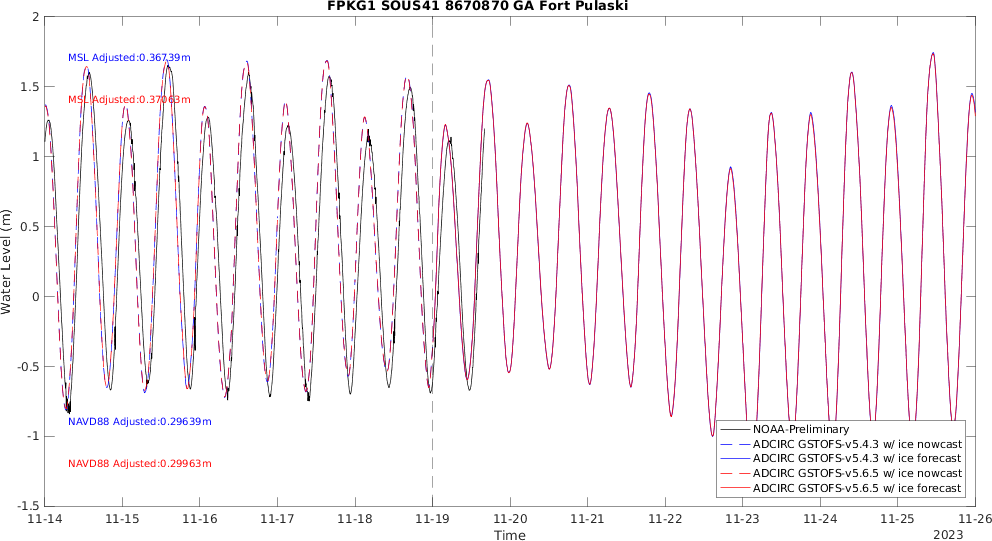 FPKG1 SOUS41 8670870 GA Fort Pulaski
2
1.5
1
0.5
0
-0.5
-1
-1.5
Water Level (m)
MSL Adjusted:0.36739m
MSL Adjusted:0.37063m
NAVD88 Adjusted:0.29639m
NAVD88 Adjusted:0.29963m
NOAA-Preliminary
ADCIRC GSTOFS-v5.4.3 w/ ice nowcast
ADCIRC GSTOFS-v5.4.3 w/ ice forecast
ADCIRC GSTOFS-v5.6.5 w/ ice nowcast
ADCIRC GSTOFS-v5.6.5 w/ ice forecast
11-14 11-15 11-16 11-17 11-18 11-19 11-20 11-21 11-22 11-23 11-24 11-25 11-26
Time
2023